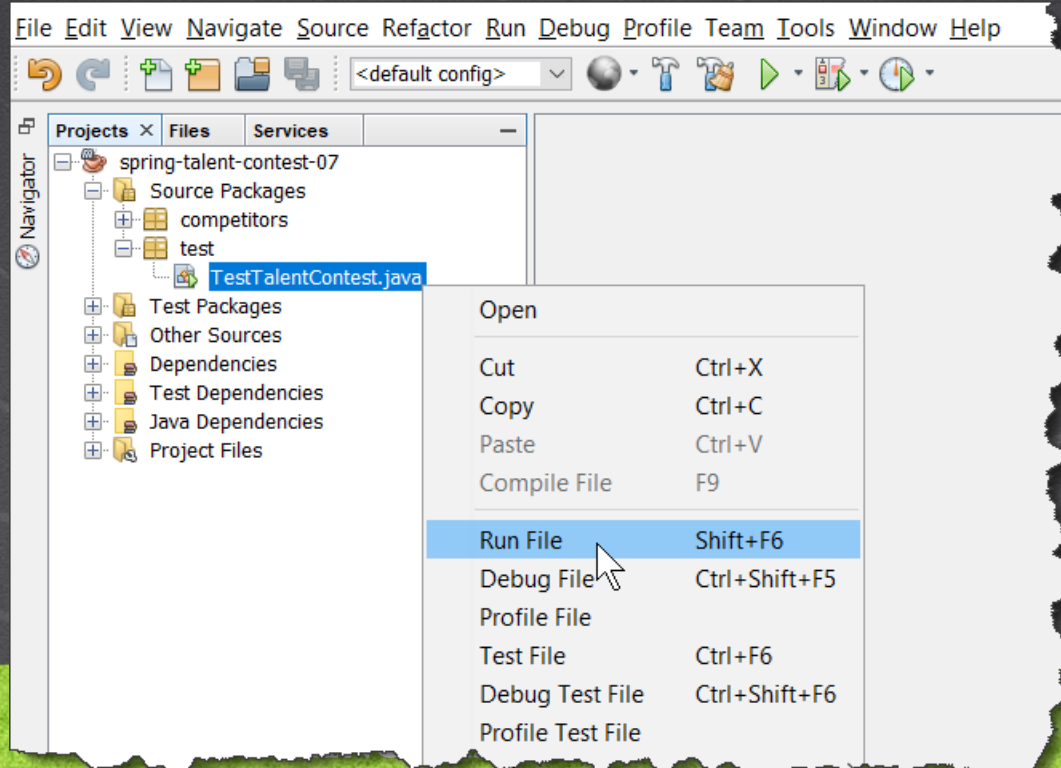 File Edit View Navigate Source Refactor Run Debug Profile Team Tools Window Help
<default config>
Navigator
Projects Files Services
spring-talent-contest-07
Source Packages
competitors
test
TestTalentContest.java
Test Packages
Other Sources
Dependencies
Test Dependencies
Java Dependencies
Project Files
Open
Cut Ctrl+X
Copy Ctrl+C
Paste Ctrl+V
Compile File F9
Run File Shift+F6
Debug File Ctrl+Shift+F5
Profile File
Test File Ctrl+F6
Debug Test File Ctrl+Shift+F6
Profile Test File